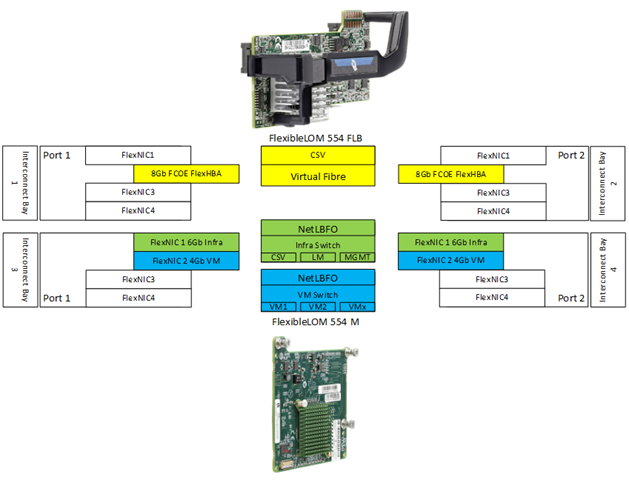 FlexibleLOM 554 FLB
Interconnect Bay
1
Port 1
FlexNIC1
8Gb FCOE FlexHBA
FlexNIC3
FlexNIC4
CSV
Virtual Fibre
Port 2
FlexNIC1
8Gb FCOE FlexHBA
FlexNIC3
FlexNIC4
Interconnect Bay
2
Interconnect Bay
3
FlexNIC 1 6Gb Infra
FlexNIC 2 4Gb VM
FlexNIC3
FlexNIC4
Port 1
NetLBFO
Infra Switch
CSV LM MGMT
NetLBFO
VM Switch
VM1 VM2 VMx
FlexNIC 1 6Gb Infra
FlexNIC 2 4Gb VM
FlexNIC3
FlexNIC4
Port 2
Interconnect Bay
4
FlexibleLOM 554 M